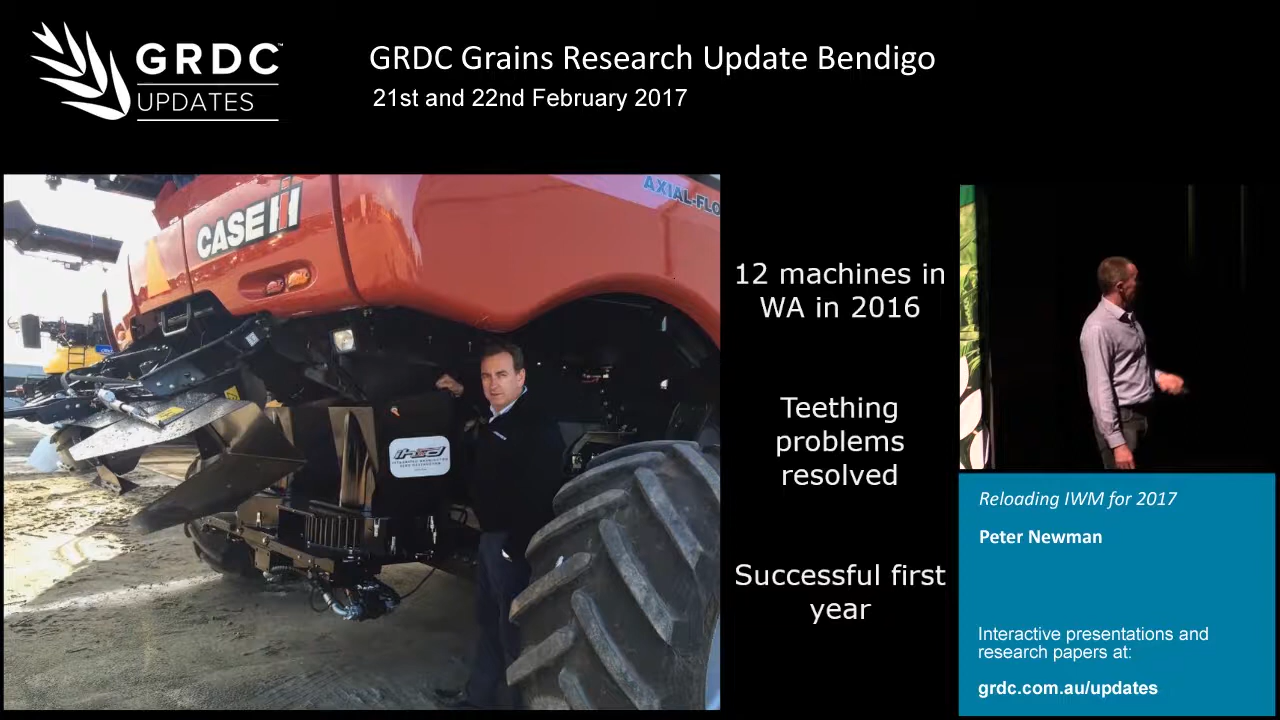 GRDC™
UPDATES
GRDC Grains Research Update Bendigo
21st and 22nd February 2017
CASE IH
AXIAL-FLO
12 machines in
WA in 2016
Teething
problems
resolved
Successful first
year
Reloading IWM for 2017
Peter Newman
Interactive presentations and
research papers at:
grdc.com.au/updates